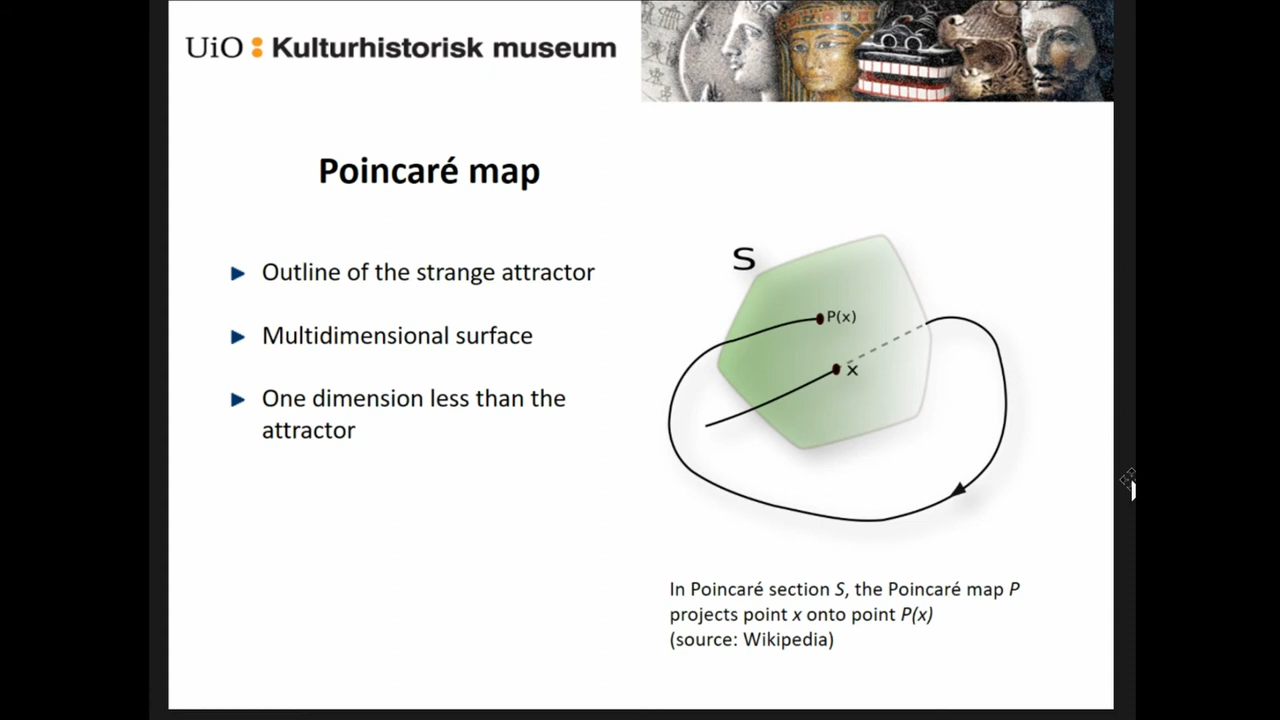 UiO : Kulturhistorisk museum
Poincaré map
► Outline of the strange attractor
► Multidimensional surface
► One dimension less than the
attractor
S
P(x)
x
In Poincaré section S, the Poincaré map P
projects point x onto point P(x)
(source: Wikipedia)